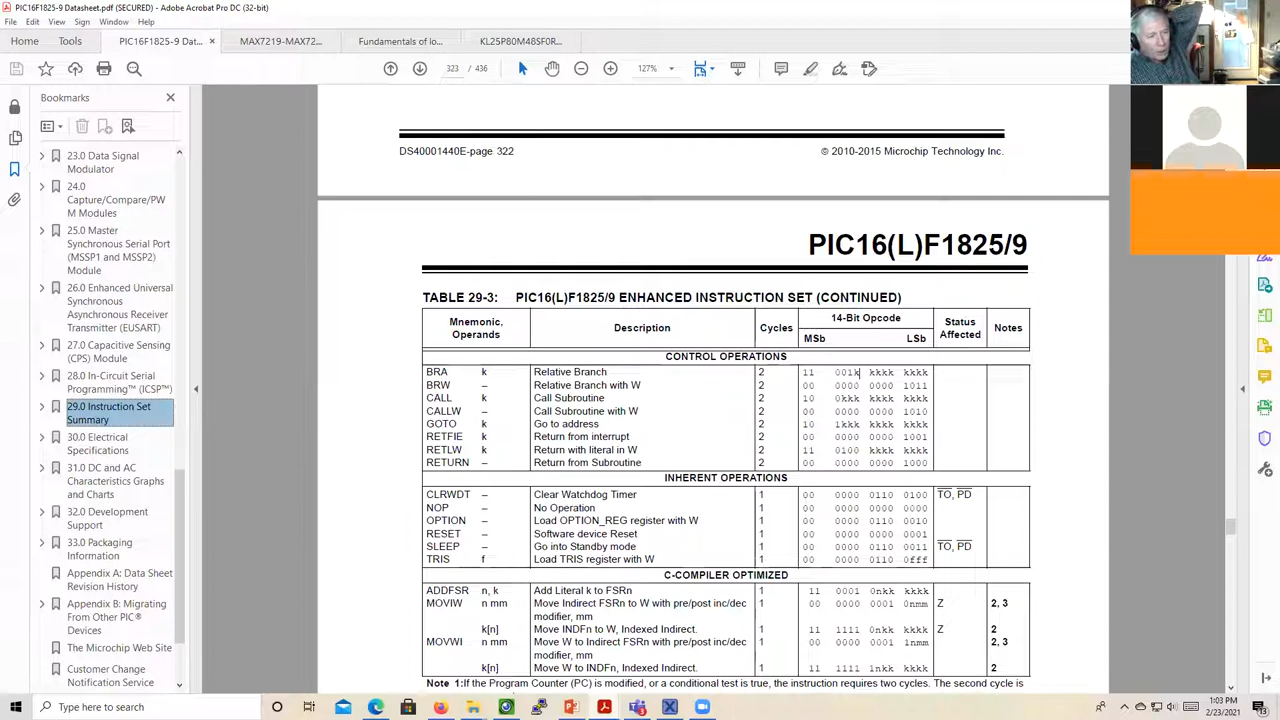 PIC16F1825-9 Datasheet.pdf (SECURED) - Adobe Acrobat Pro DC (32-bit)
File Edit View Sign Window Help
Home Tools PIC16F1825-9 Dat... × MAX7219-MAX72... Fundamentals of lo... KL25P80M48SF0R...
323 / 436 127%
Bookmarks
23.0 Data Signal
Modulator
24.0
Capture/Compare/PW
M Modules
25.0 Master
Synchronous Serial Port
(MSSP1 and MSSP2)
Module
26.0 Enhanced Universal
Synchronous
Asynchronous Receiver
Transmitter (EUSART)
27.0 Capacitive Sensing
(CPS) Module
28.0 In-Circuit Serial
Programming™ (ICSP™)
29.0 Instruction Set
Summary
30.0 Electrical
Specifications
31.0 DC and AC
Characteristics Graphs
and Charts
32.0 Development
Support
33.0 Packaging
Information
Appendix A: Data Sheet
Revision History
Appendix B: Migrating
From Other PIC®
Devices
The Microchip Web Site
Customer Change
Notification Service
DS40001440E-page 322 © 2010-2015 Microchip Technology Inc.
PIC16(L)F1825/9
TABLE 29-3: PIC16(L)F1825/9 ENHANCED INSTRUCTION SET (CONTINUED)
Mnemonic, Operands Description Cycles 14-Bit Opcode MSb LSb Status Affected Notes
CONTROL OPERATIONS
BRA k Relative Branch 2 11 001k kkkk kkkk
BRW – Relative Branch with W 2 00 0000 0000 1011
CALL k Call Subroutine 2 10 0kkk kkkk kkkk
CALLW – Call Subroutine with W 2 00 0000 0000 1010
GOTO k Go to address 2 10 1kkk kkkk kkkk
RETFIE k Return from interrupt 2 00 0000 0000 1001
RETLW k Return with literal in W 2 11 0100 kkkk kkkk
RETURN – Return from Subroutine 2 00 0000 0000 1000
INHERENT OPERATIONS
CLRWDT – Clear Watchdog Timer 1 00 0000 0110 0100 TO, PD
NOP – No Operation 1 00 0000 0000 0000
OPTION – Load OPTION_REG register with W 1 00 0000 0110 0010
RESET – Software device Reset 1 00 0000 0000 0001
SLEEP – Go into Standby mode 1 00 0000 0110 0011 TO, PD
TRIS f Load TRIS register with W 1 00 0000 0110 0fff
C-COMPILER OPTIMIZED
ADDFSR n, k Add Literal k to FSRn 1 11 0001 0nkk kkkk
MOVIW n mm Move Indirect FSRn to W with pre/post inc/dec 1 00 0000 0001 0nmm Z 2, 3
modifier, mm
k[n] Move INDFn to W, Indexed Indirect. 1 11 1111 0nkk kkkk Z 2
MOVWI n mm Move W to Indirect FSRn with pre/post inc/dec 1 00 0000 0001 1nmm 2, 3
modifier, mm
k[n] Move W to INDFn, Indexed Indirect. 1 11 1111 1nkk kkkk 2
Note 1:If the Program Counter (PC) is modified, or a conditional test is true, the instruction requires two cycles. The second cycle is
Type here to search
1:03 PM
2/23/2021